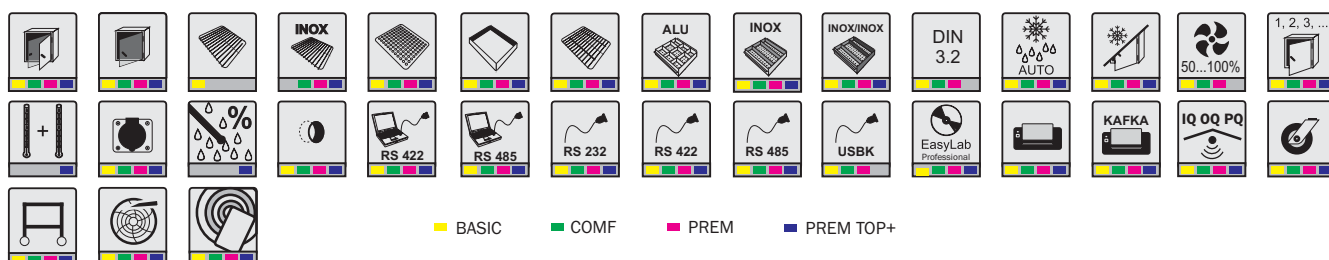 INOX
ALU
INOX
INOX/INOX
DIN
3.2
AUTO
50...100%
1, 2, 3, ...
+
%
RS 422
RS 485
RS 232
RS 422
RS 485
USBK
EasyLab
Professional
KAFKA
IQ OQ PQ
BASIC
COMF
PREM
PREM TOP+